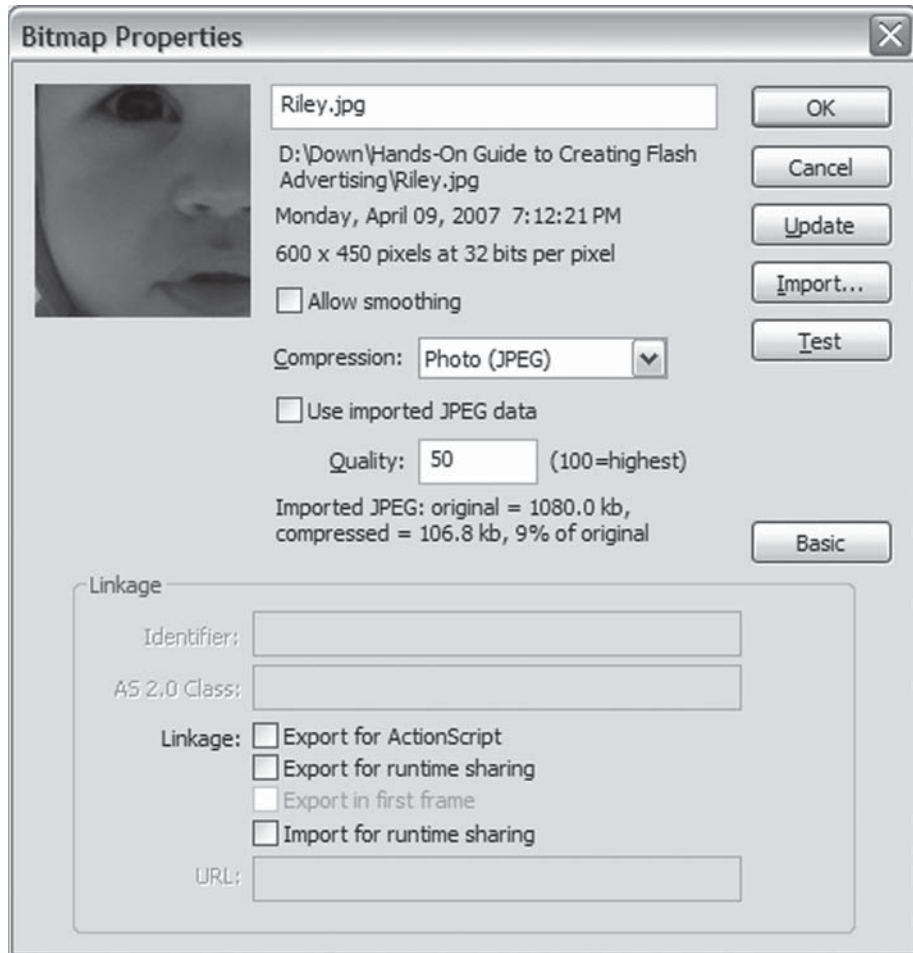 Bitmap Properties
Riley.jpg
OK
D:\Down\Hands-On Guide to Creating Flash
Advertising\Riley.jpg
Cancel
Monday, April 09, 2007 7:12:21 PM
Update
600 x 450 pixels at 32 bits per pixel
Import...
Allow smoothing
Test
Compression: Photo (JPEG)
Use imported JPEG data
Quality: 50 (100=highest)
Imported JPEG: original = 1080.0 kb,
compressed = 106.8 kb, 9% of original
Basic
Linkage
Identifier:
AS 2.0 Class:
Linkage: Export for ActionScript
Export for runtime sharing
Export in first frame
Import for runtime sharing
URL: